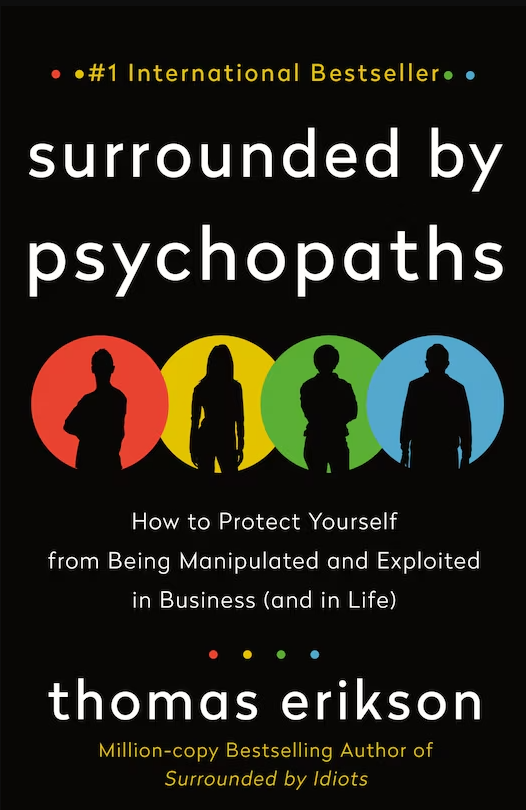 #1 International Bestseller
surrounded by
psychopaths
How to Protect Yourself
from Being Manipulated and Exploited
in Business (and in Life)
thomas erikson
Million-copy Bestselling Author of
Surrounded by Idiots